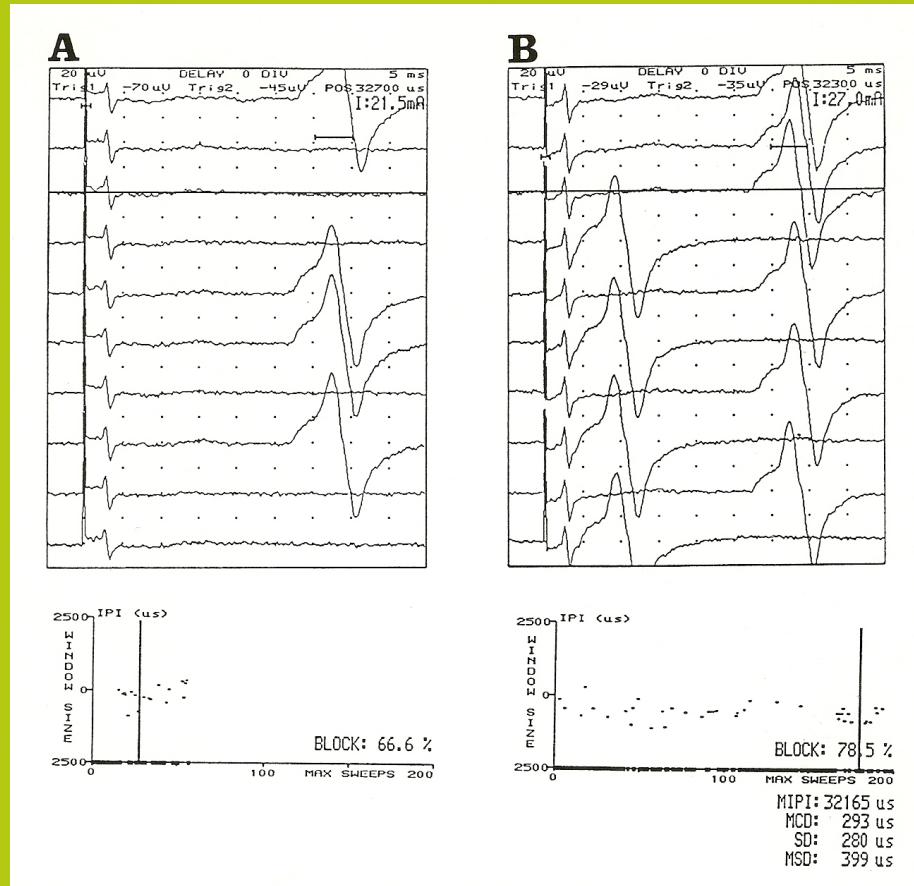 A
20 uV DELAY 0 DIV 5 ms
Trig1 -70uV Trig2 -45uV POS 32700 us
I:21.5mA
B
20 uV DELAY 0 DIV 5 ms
Trig1 -29uV Trig2 -35uV POS 32300 us
I:27.0mA
2500 IPI (us)
WINDOW SIZE
0
2500
BLOCK: 66.6 %
0 100 MAX SWEEPS 200
2500 IPI (us)
WINDOW SIZE
0
2500
BLOCK: 78.5 %
0 100 MAX SWEEPS 200
MIPI: 32165 us
MCD: 293 us
SD: 280 us
MSD: 399 us